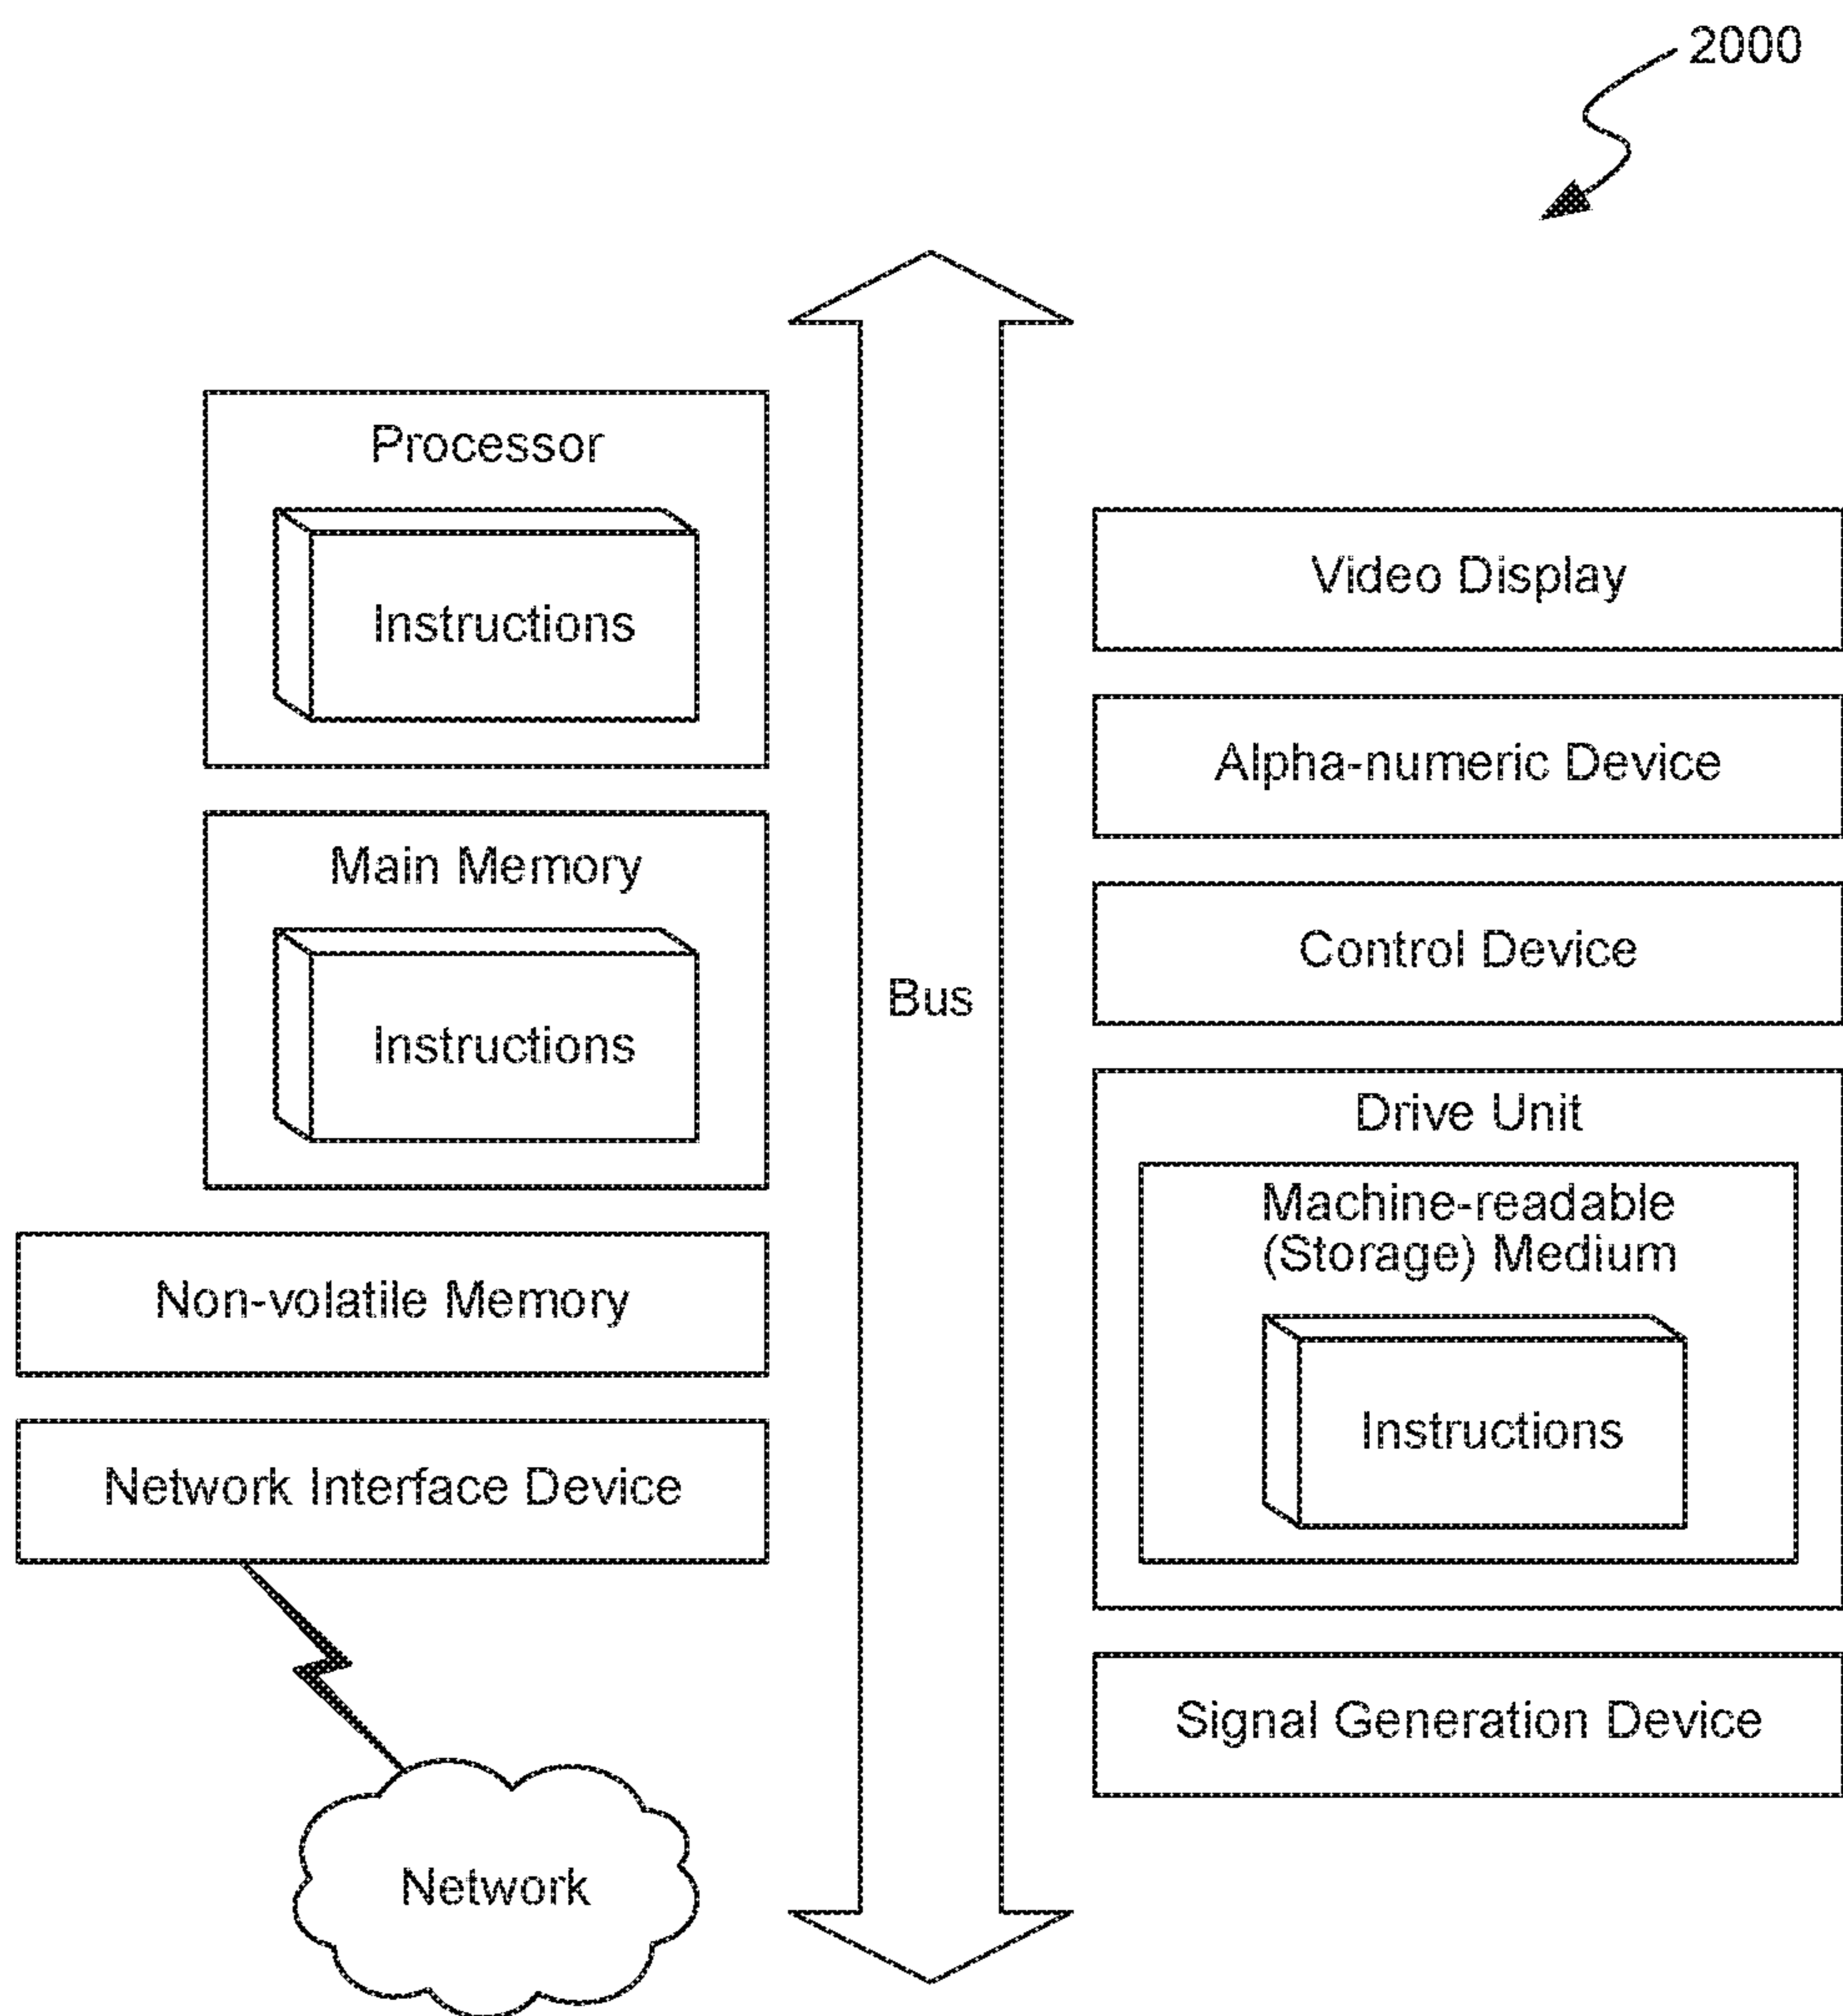 2000
Processor
Instructions
Main Memory
Instructions
Non-volatile Memory
Network Interface Device
Network
Bus
Video Display
Alpha-numeric Device
Control Device
Drive Unit
Machine-readable
(Storage) Medium
Instructions
Signal Generation Device